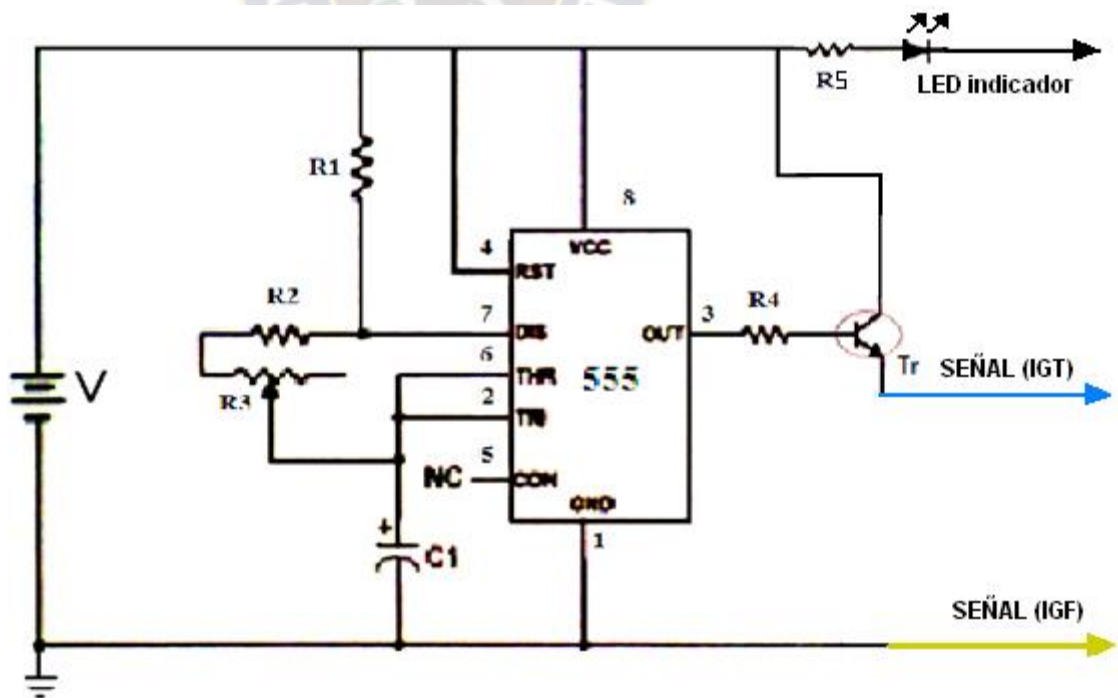 R5
LED indicador
R1
8
VCC
4
RST
R2
7
DIS
3
R4
OUT
6
THR
555
Tr
SEÑAL (IGT)
R3
2
TRI
V
5
NC
CON
GND
1
+
C1
SEÑAL (IGF)